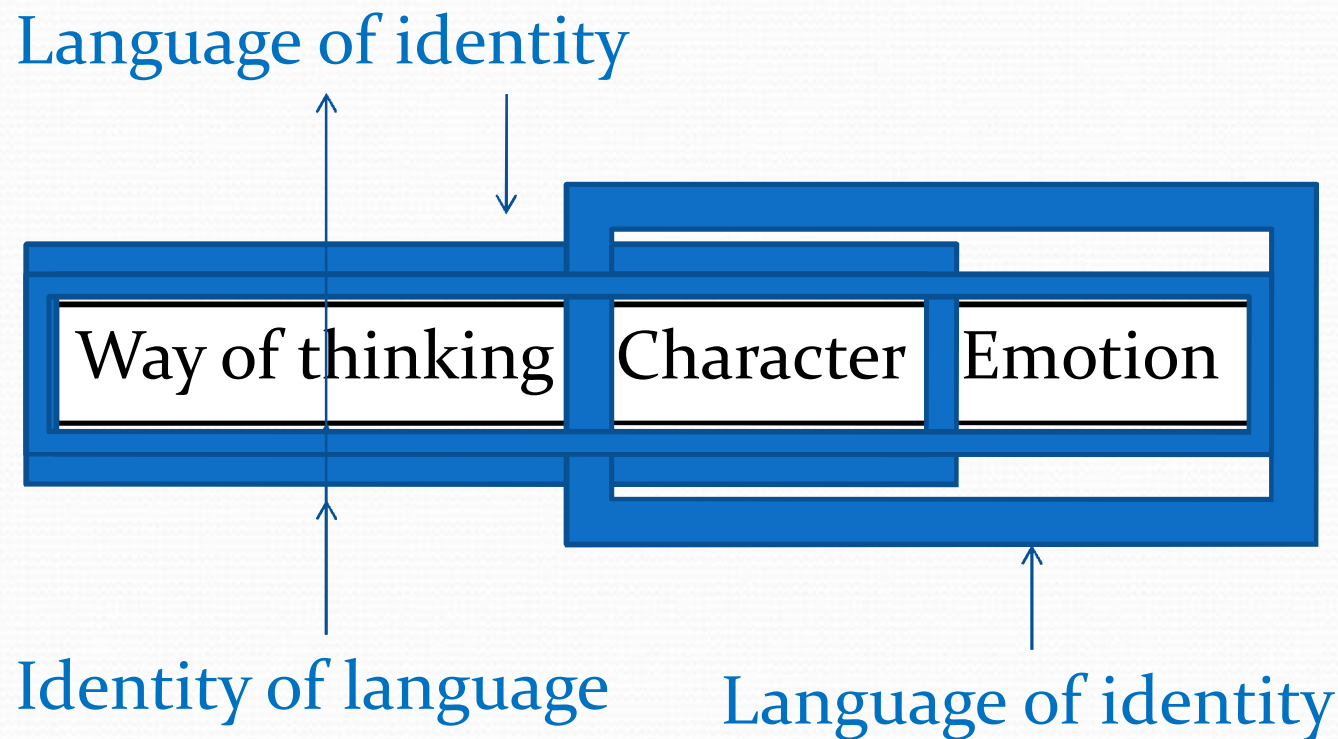 Language of identity
Way of thinking Character Emotion
Identity of language
Language of identity